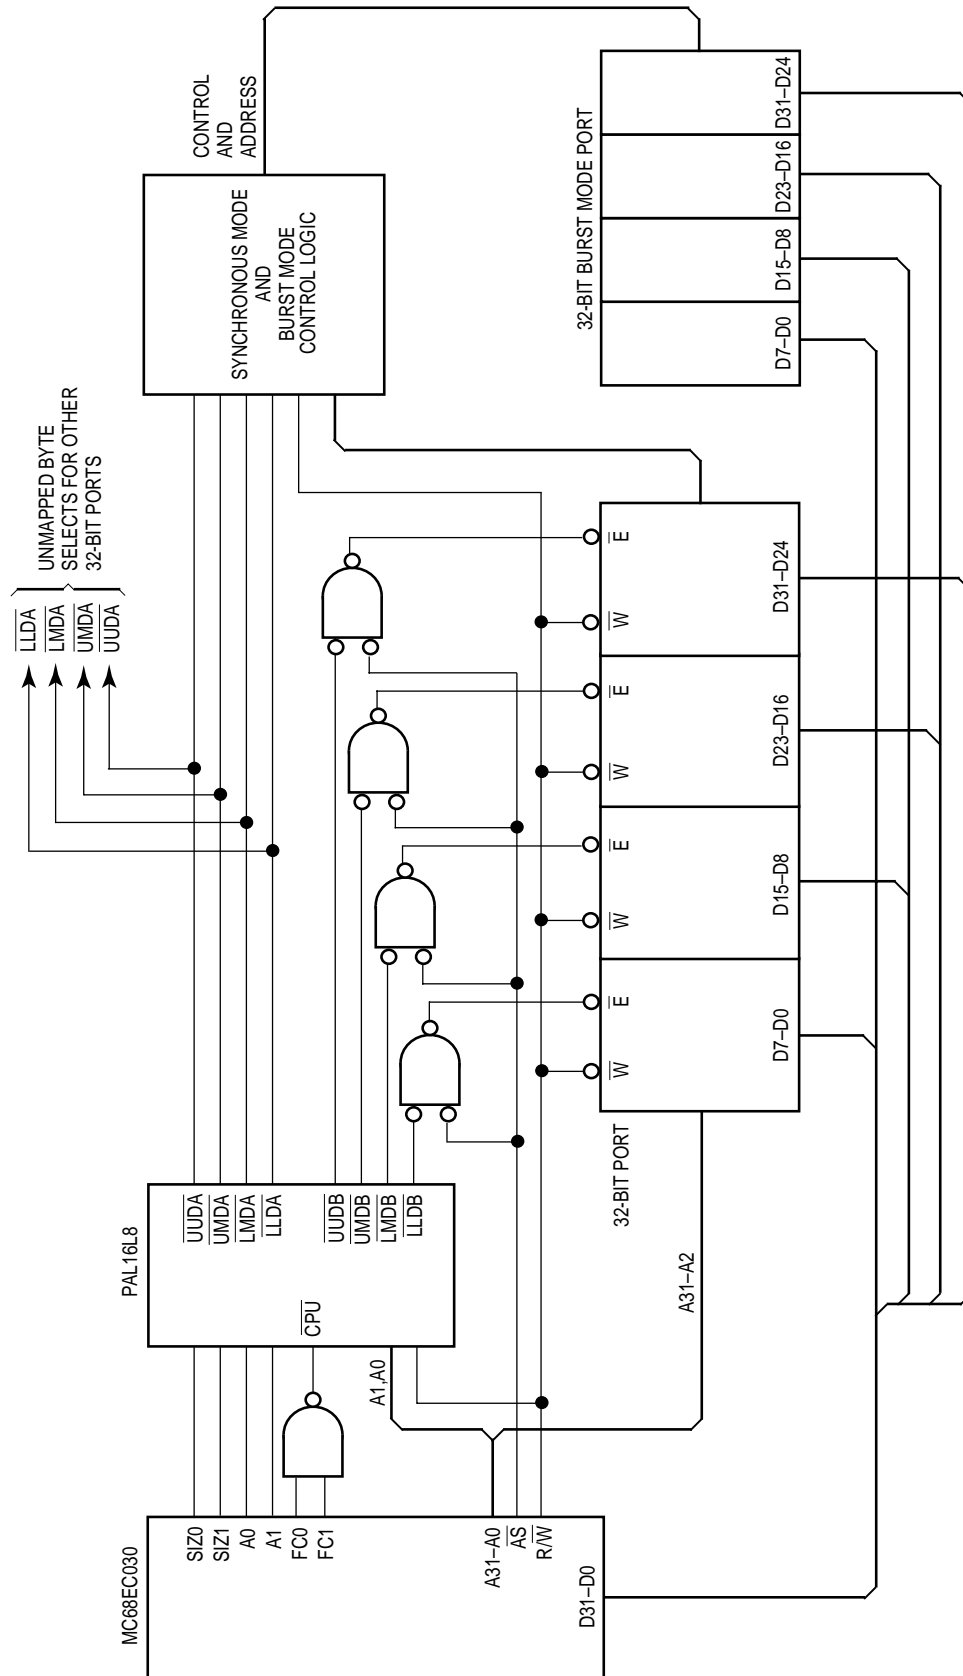 MC68EC030
SIZ0
SIZ1
A0
A1
FC0
FC1
A31–A0
AS
R/W
D31–D0
PAL16L8
CPU
A1,A0
UUDA
UMDA
LMDA
LLDA
UUDB
UMDB
LMDB
LLDB
A31–A2
UNMAPPED BYTE
SELECTS FOR OTHER
32-BIT PORTS
LLDA
LMDA
UMDA
UUDA
SYNCHRONOUS MODE
AND
BURST MODE
CONTROL LOGIC
CONTROL
AND
ADDRESS
32-BIT PORT
W
E
W
E
W
E
W
E
D7–D0
D15–D8
D23–D16
D31–D24
32-BIT BURST MODE PORT
D7–D0
D15–D8
D23–D16
D31–D24